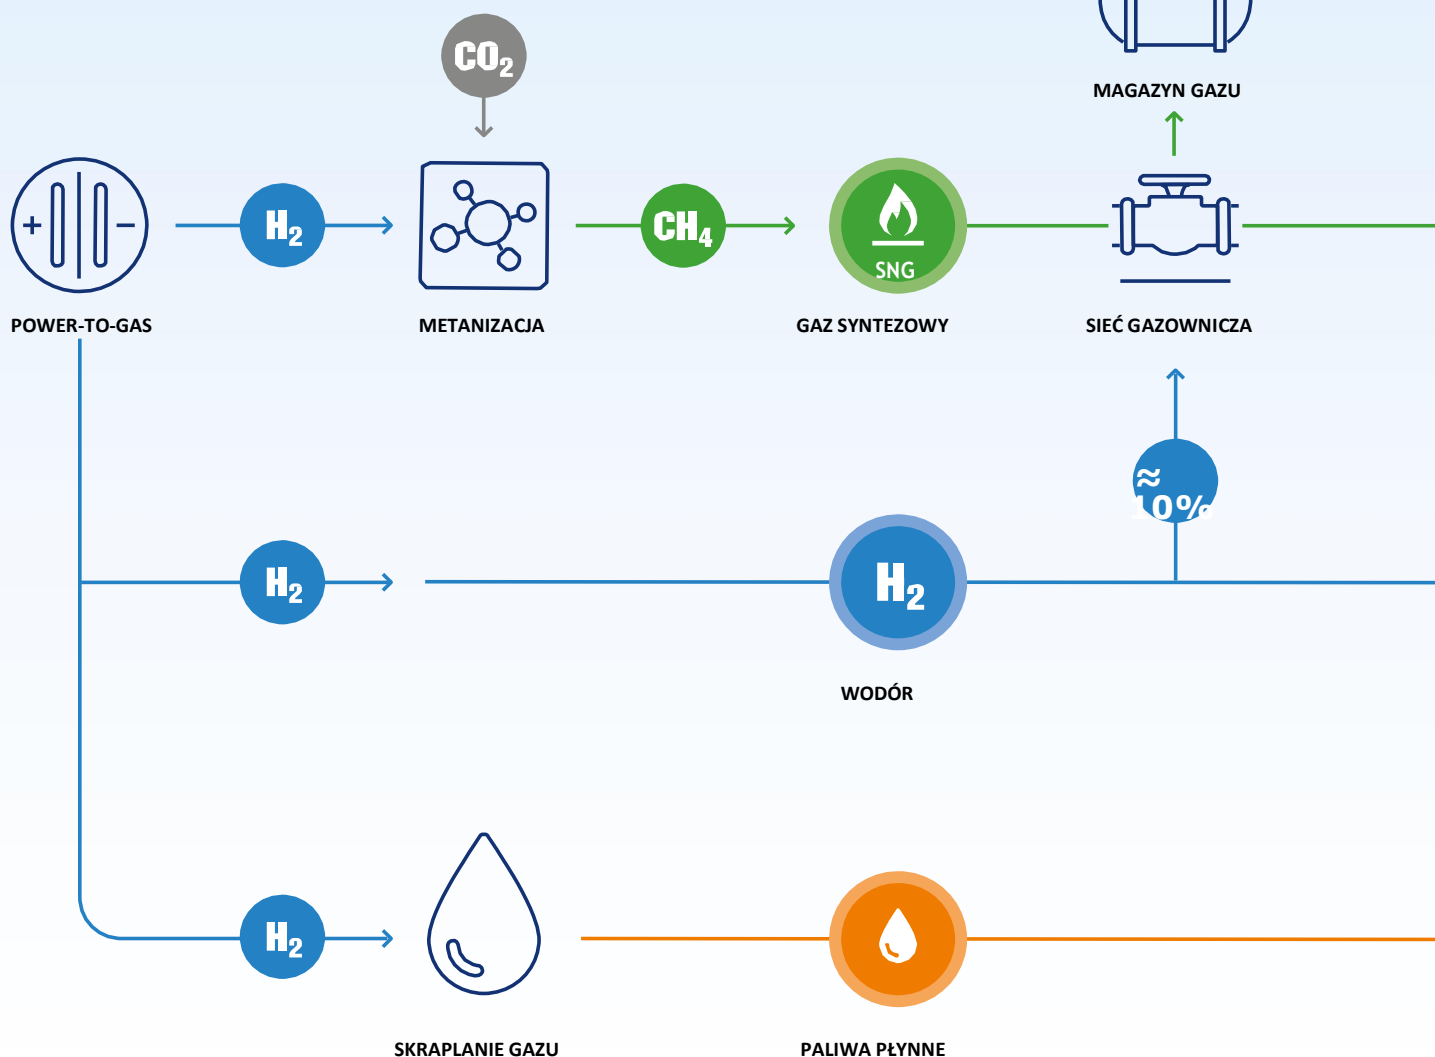 CO₂
MAGAZYN GAZU
+
−
H₂
CH₄
SNG
POWER-TO-GAS
METANIZACJA
GAZ SYNTEZOWY
SIEĆ GAZOWNICZA
≈
10%
H₂
H₂
WODÓR
H₂
SKRAPLANIE GAZU
PALIWA PŁYNNE